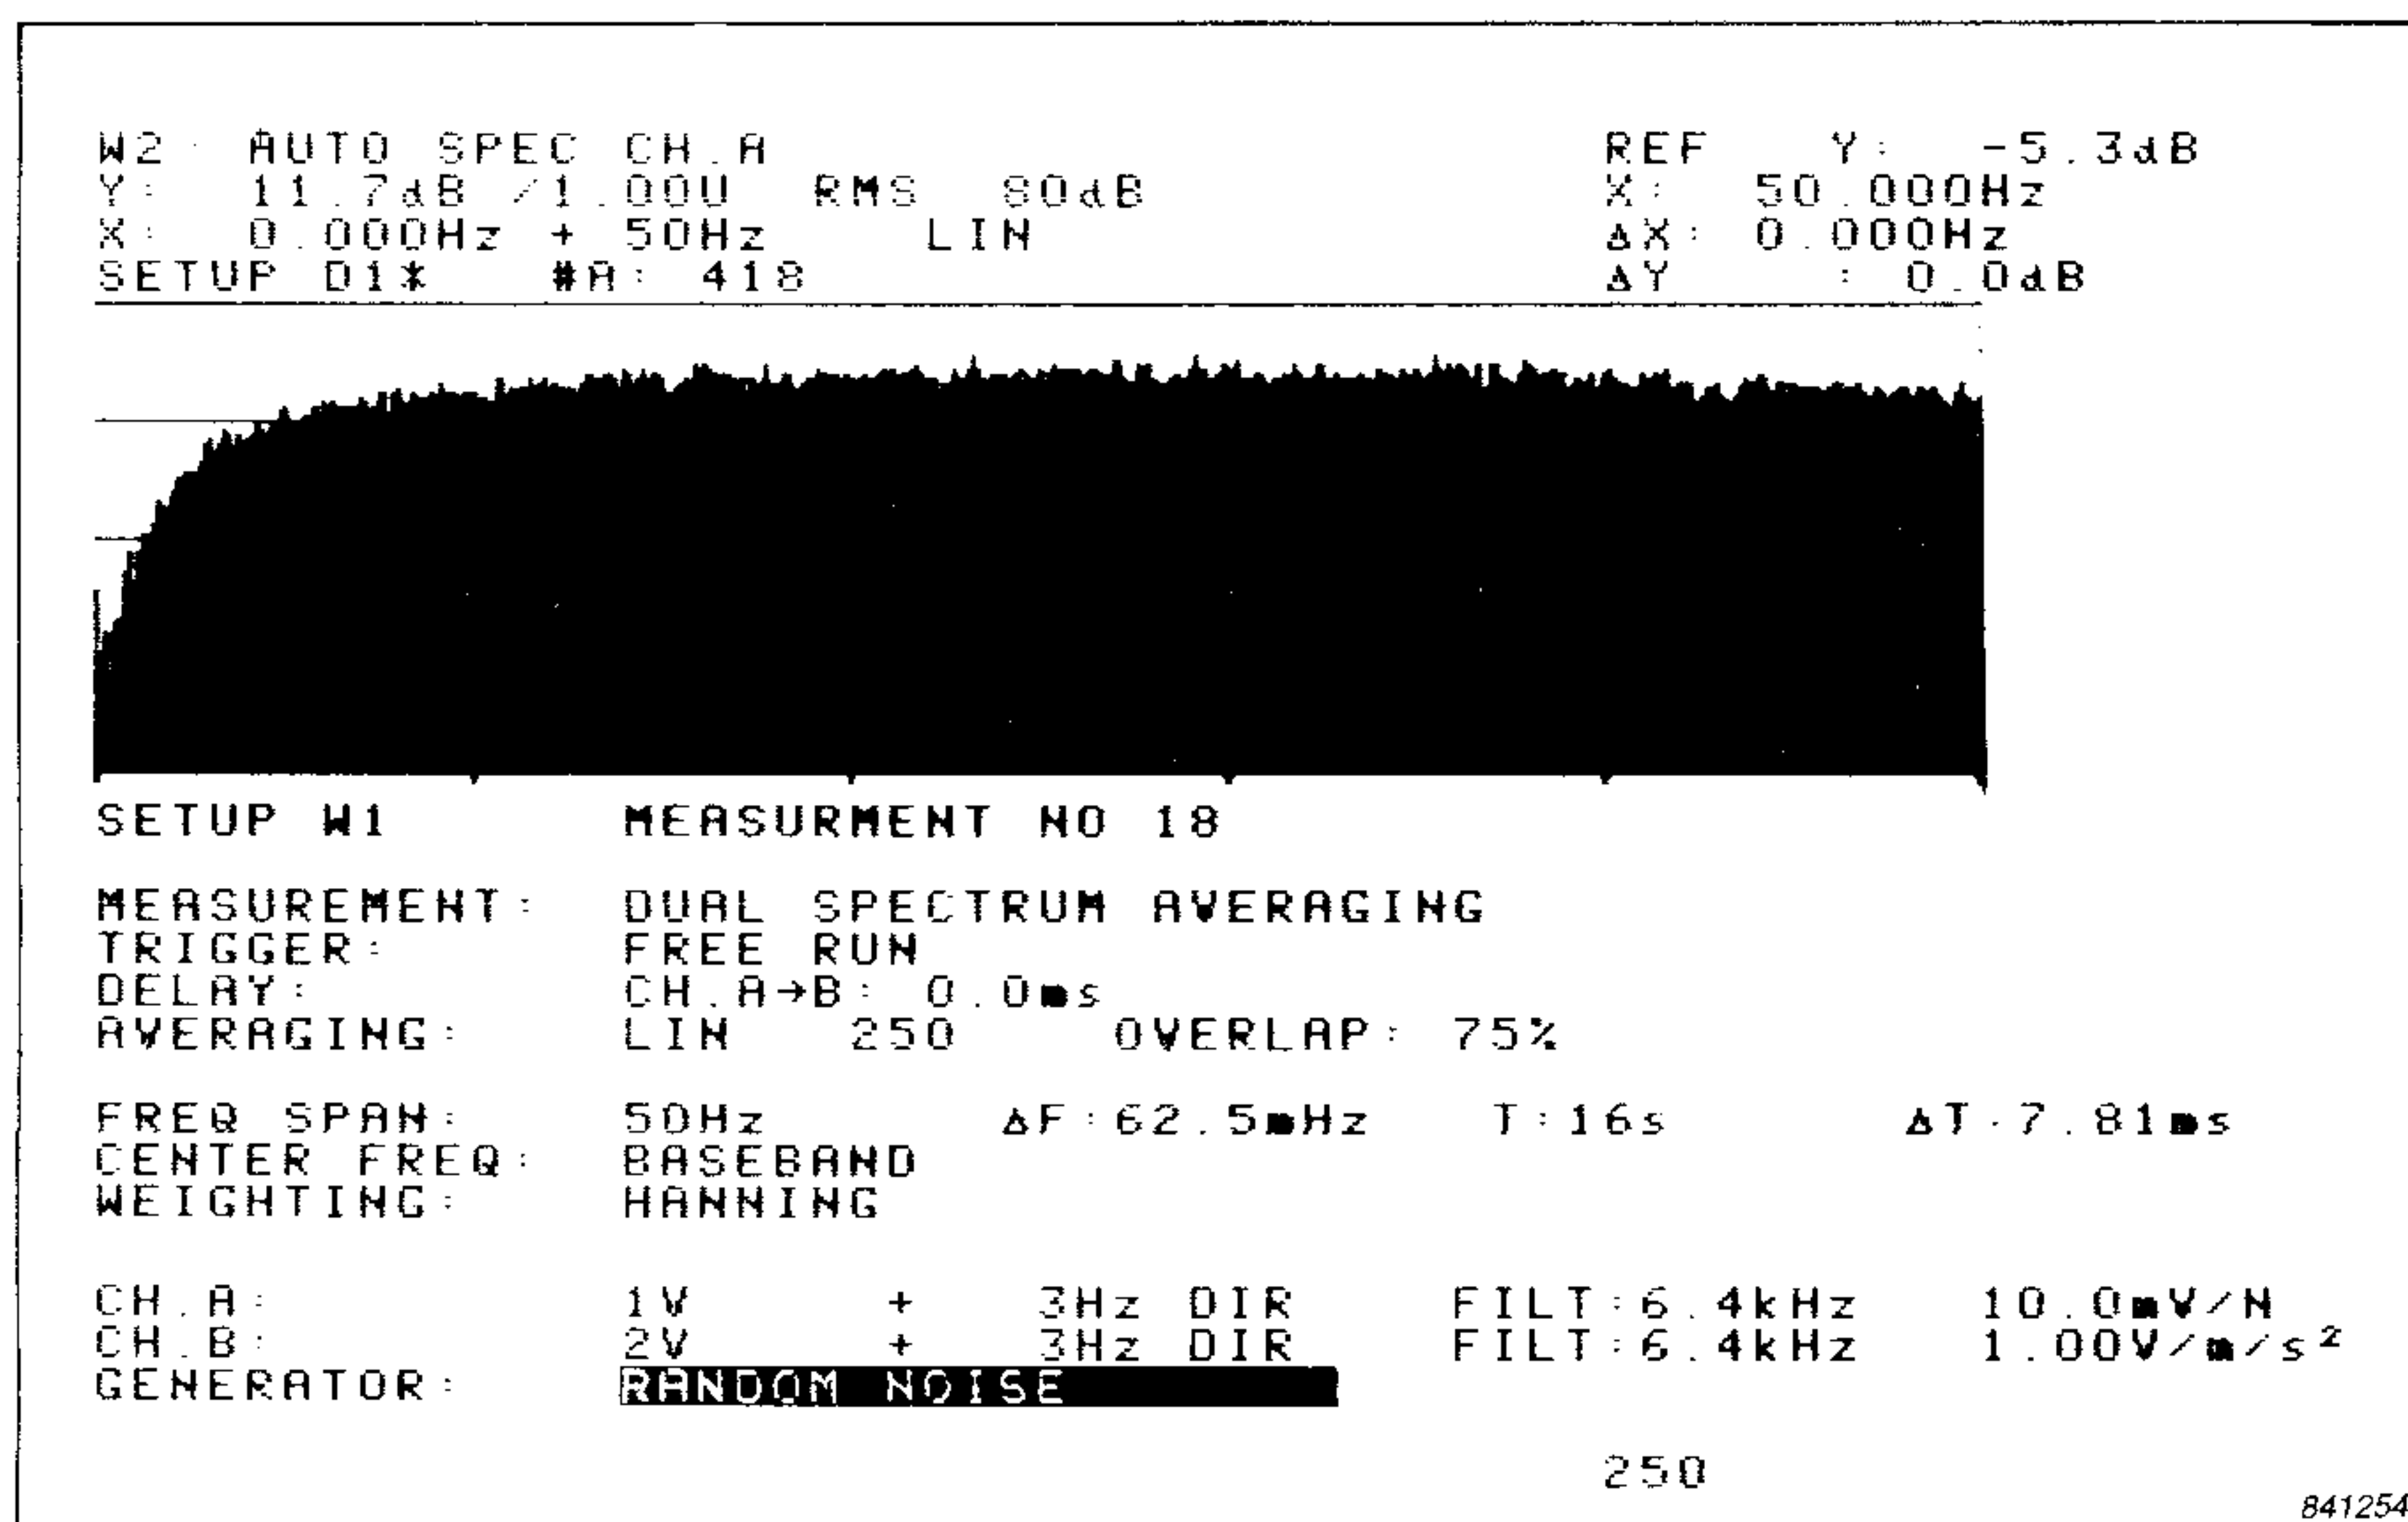 W2: AUTO SPEC CH.A REF Y: -5.3dB
Y: 11.7dB /1.00U RMS 80dB X: 50.000Hz
X: 0.000Hz + 50Hz LIN ΔX: 0.000Hz
SETUP D1* #A: 418 ΔY : 0.0dB
SETUP W1 MEASURMENT NO 18
MEASUREMENT: DUAL SPECTRUM AVERAGING
TRIGGER: FREE RUN
DELAY: CH.A→B: 0.0ms
AVERAGING: LIN 250 OVERLAP: 75%
FREQ SPAN: 50Hz ΔF:62.5mHz T:16s ΔT:7.81ms
CENTER FREQ: BASEBAND
WEIGHTING: HANNING
CH.A: 1V + 3Hz DIR FILT:6.4kHz 10.0mV/N
CH.B: 2V + 3Hz DIR FILT:6.4kHz 1.00V/m/s²
GENERATOR: RANDOM NOISE
250
841254